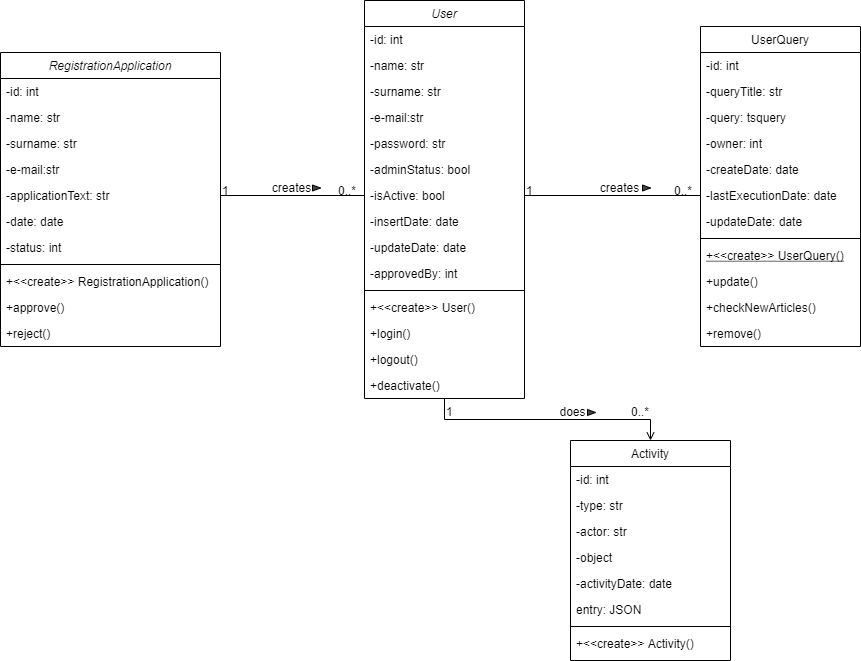 RegistrationApplication
-id: int
-name: str
-surname: str
-e-mail:str
-applicationText: str
-date: date
-status: int
+<<create>> RegistrationApplication()
+approve()
+reject()
1 creates 0..*
User
-id: int
-name: str
-surname: str
-e-mail:str
-password: str
-adminStatus: bool
-isActive: bool
-insertDate: date
-updateDate: date
-approvedBy: int
+<<create>> User()
+login()
+logout()
+deactivate()
1 creates 0..*
UserQuery
-id: int
-queryTitle: str
-query: tsquery
-owner: int
-createDate: date
-lastExecutionDate: date
-updateDate: date
+<<create>> UserQuery()
+update()
+checkNewArticles()
+remove()
1 does 0..*
Activity
-id: int
-type: str
-actor: str
-object
-activityDate: date
entry: JSON
+<<create>> Activity()